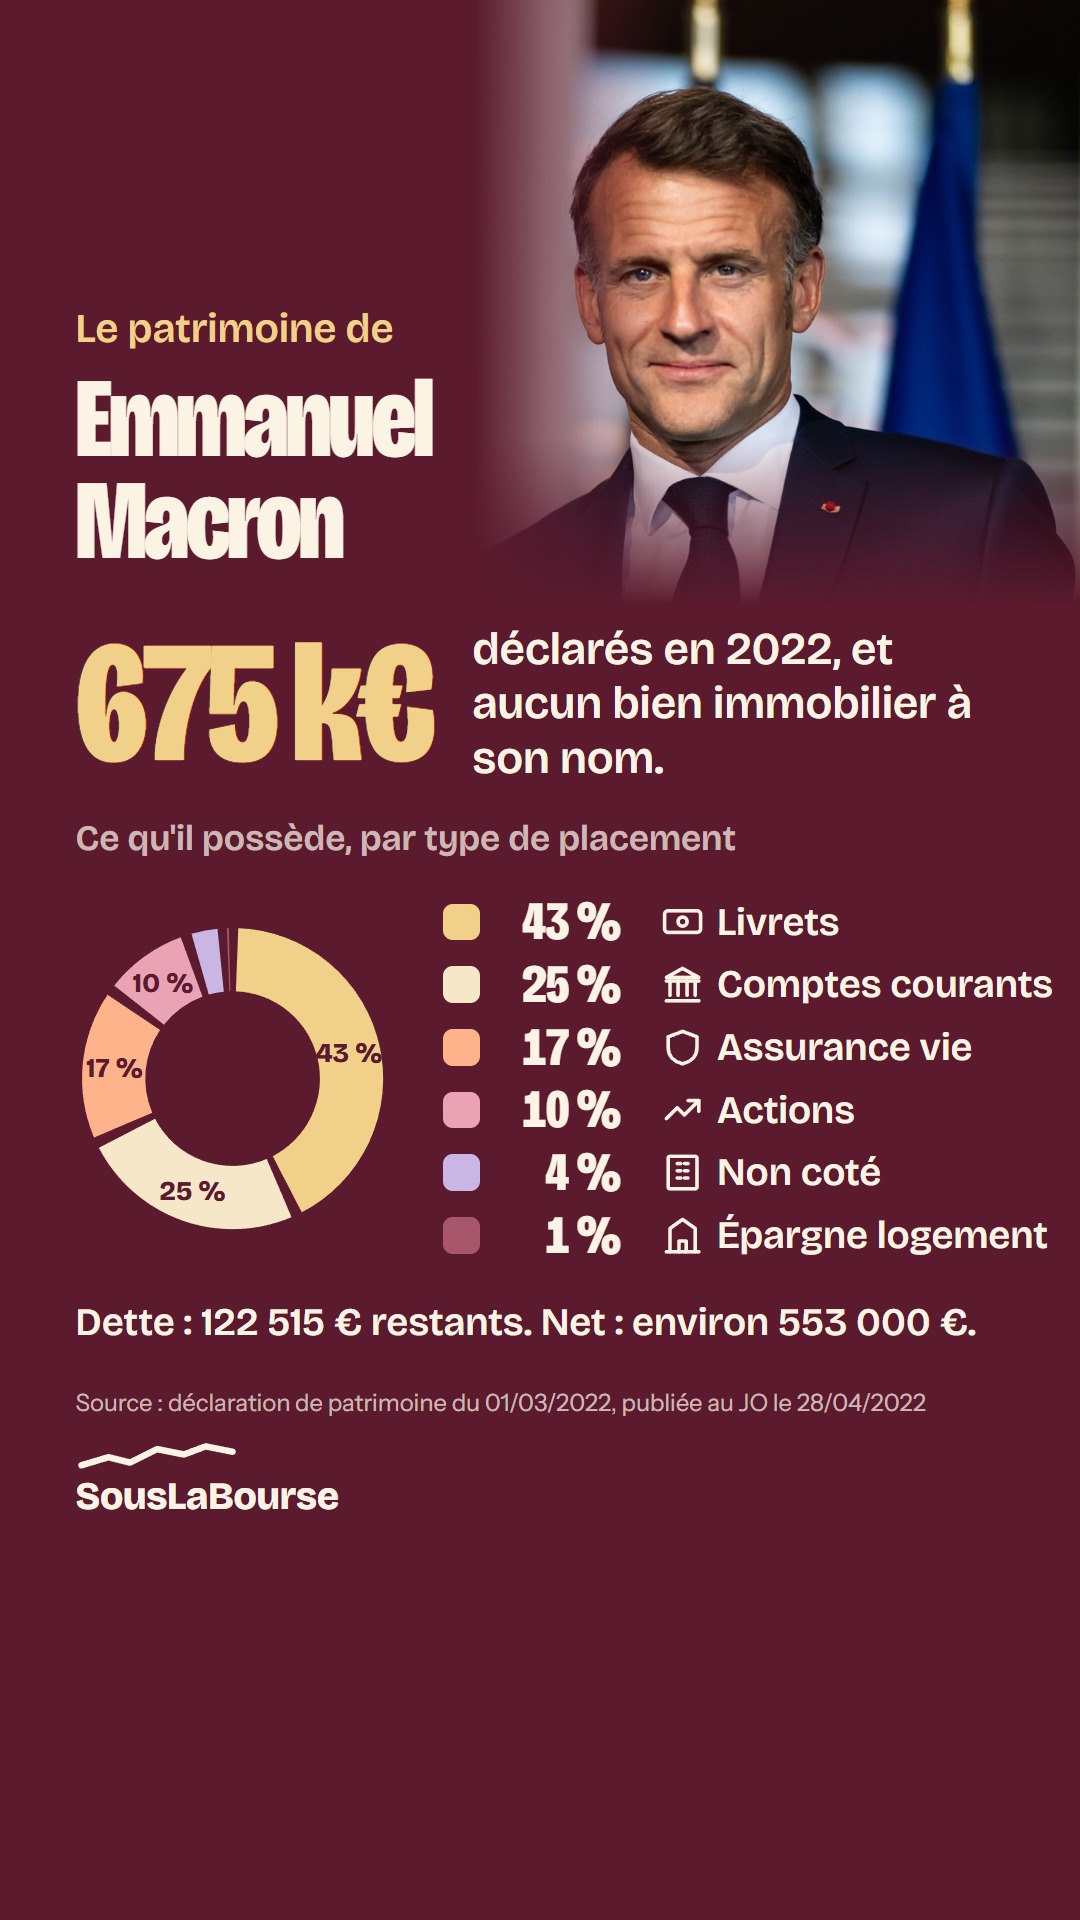 Le patrimoine de
Emmanuel
Macron
675 k€
déclarés en 2022, et
aucun bien immobilier à
son nom.
Ce qu'il possède, par type de placement
43 %
25 %
17 %
10 %
43 % Livrets
25 % Comptes courants
17 % Assurance vie
10 % Actions
4 % Non coté
1 % Épargne logement
Dette : 122 515 € restants. Net : environ 553 000 €.
Source : déclaration de patrimoine du 01/03/2022, publiée au JO le 28/04/2022
SousLaBourse